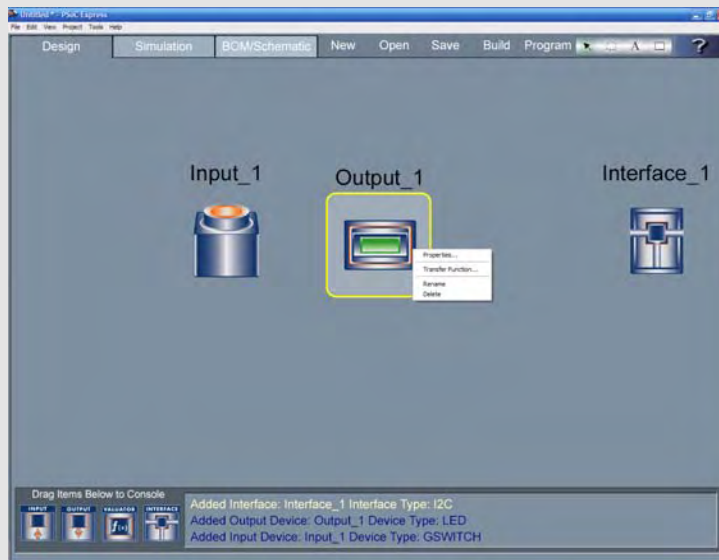 Untitled * - PSoC Express
File Edit View Project Tools Help
Design Simulation BOM/Schematic New Open Save Build Program A ?
Input_1 Output_1 Interface_1
Properties...
Transfer Function...
Rename
Delete
Drag Items Below to Console
INPUT OUTPUT VALUATOR INTERFACE
f(x)
Added Interface: Interface_1 Interface Type: I2C
Added Output Device: Output_1 Device Type: LED
Added Input Device: Input_1 Device Type: GSWITCH